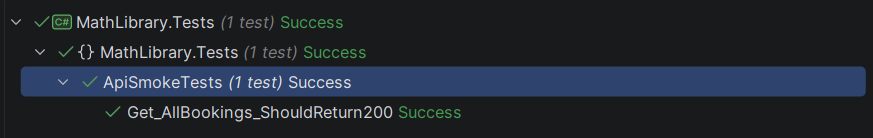 C# MathLibrary.Tests (1 test) Success
{} MathLibrary.Tests (1 test) Success
ApiSmokeTests (1 test) Success
Get_AllBookings_ShouldReturn200 Success